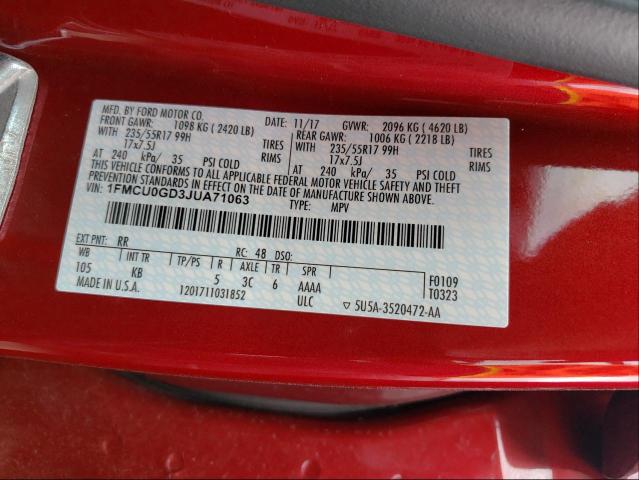 MFD. BY FORD MOTOR CO. DATE: 11/17 GVWR: 2096 KG ( 4620 LB)
FRONT GAWR: 1098 KG ( 2420 LB) REAR GAWR: 1006 KG ( 2218 LB)
WITH 235/55R17 99H TIRES WITH 235/55R17 99H TIRES
17x7.5J RIMS 17x7.5J RIMS
AT 240 kPa/ 35 PSI COLD AT 240 kPa/ 35 PSI COLD
THIS VEHICLE CONFORMS TO ALL APPLICABLE FEDERAL MOTOR VEHICLE SAFETY AND THEFT
PREVENTION STANDARDS IN EFFECT ON THE DATE OF MANUFACTURE SHOWN ABOVE.
VIN: 1FMCU0GD3JUA71063 TYPE: MPV
EXT PNT: RR RC: 48 DSO:
WB INT TR TP/PS R AXLE TR SPR F0109
105 KB 5 3C 6 AAAA T0323
MADE IN U.S.A. 1201711031852 ULC ▽ 5U5A-3520472-AA